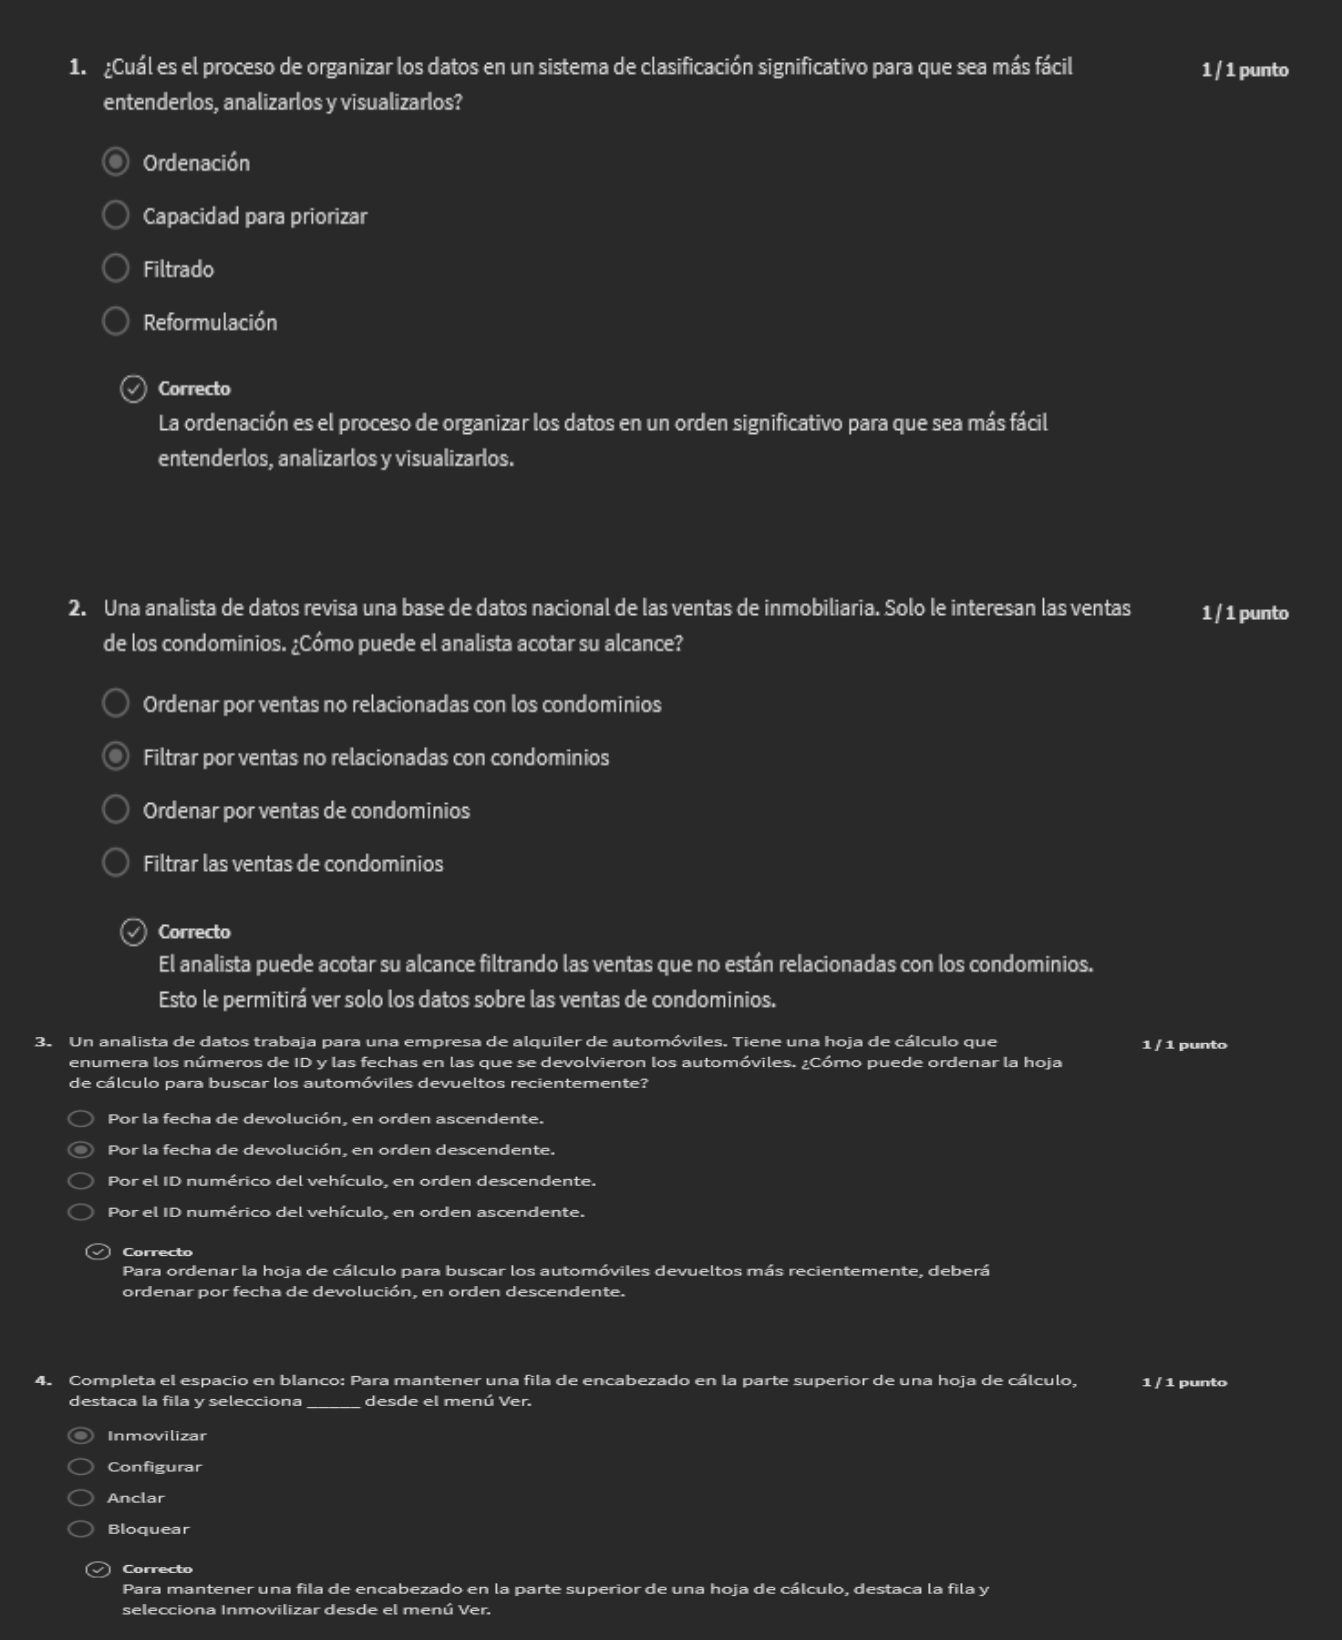 1. ¿Cuál es el proceso de organizar los datos en un sistema de clasificación significativo para que sea más fácil
1 / 1 punto
entenderlos, analizarlos y visualizarlos?
Ordenación
Capacidad para priorizar
Filtrado
Reformulación
Correcto
La ordenación es el proceso de organizar los datos en un orden significativo para que sea más fácil
entenderlos, analizarlos y visualizarlos.
2. Una analista de datos revisa una base de datos nacional de las ventas de inmobiliaria. Solo le interesan las ventas
1 / 1 punto
de los condominios. ¿Cómo puede el analista acotar su alcance?
Ordenar por ventas no relacionadas con los condominios
Filtrar por ventas no relacionadas con condominios
Ordenar por ventas de condominios
Filtrar las ventas de condominios
Correcto
El analista puede acotar su alcance filtrando las ventas que no están relacionadas con los condominios.
Esto le permitirá ver solo los datos sobre las ventas de condominios.
3. Un analista de datos trabaja para una empresa de alquiler de automóviles. Tiene una hoja de cálculo que
1 / 1 punto
enumera los números de ID y las fechas en las que se devolvieron los automóviles. ¿Cómo puede ordenar la hoja
de cálculo para buscar los automóviles devueltos recientemente?
Por la fecha de devolución, en orden ascendente.
Por la fecha de devolución, en orden descendente.
Por el ID numérico del vehículo, en orden descendente.
Por el ID numérico del vehículo, en orden ascendente.
Correcto
Para ordenar la hoja de cálculo para buscar los automóviles devueltos más recientemente, deberá
ordenar por fecha de devolución, en orden descendente.
4. Completa el espacio en blanco: Para mantener una fila de encabezado en la parte superior de una hoja de cálculo,
1 / 1 punto
destaca la fila y selecciona _____ desde el menú Ver.
Inmovilizar
Configurar
Anclar
Bloquear
Correcto
Para mantener una fila de encabezado en la parte superior de una hoja de cálculo, destaca la fila y
selecciona Inmovilizar desde el menú Ver.